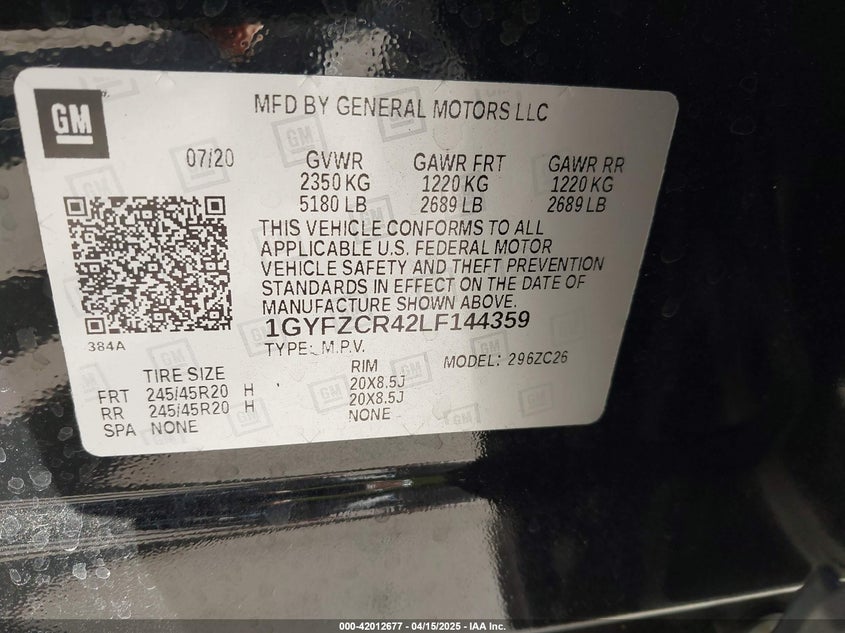 GM
MFD BY GENERAL MOTORS LLC
07/20
GVWR GAWR FRT GAWR RR
2350 KG 1220 KG 1220 KG
5180 LB 2689 LB 2689 LB
THIS VEHICLE CONFORMS TO ALL
APPLICABLE U.S. FEDERAL MOTOR
VEHICLE SAFETY AND THEFT PREVENTION
STANDARDS IN EFFECT ON THE DATE OF
MANUFACTURE SHOWN ABOVE.
1GYFZCR42LF144359
384A
TYPE: M.P.V. MODEL: 296ZC26
TIRE SIZE RIM
FRT 245/45R20 H 20X8.5J
RR 245/45R20 H 20X8.5J
SPA NONE NONE
000-42012677 - 04/15/2025 - IAA Inc.